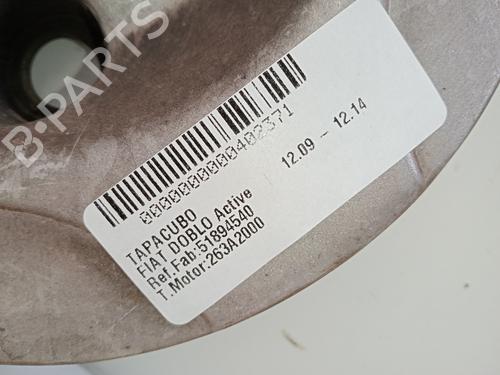 B-PARTS
0000000000402371
12.09 - 12.14
TAPACUBO
FIAT DOBLO Active
Ref.Fab:51894540
T.Motor:263A2000